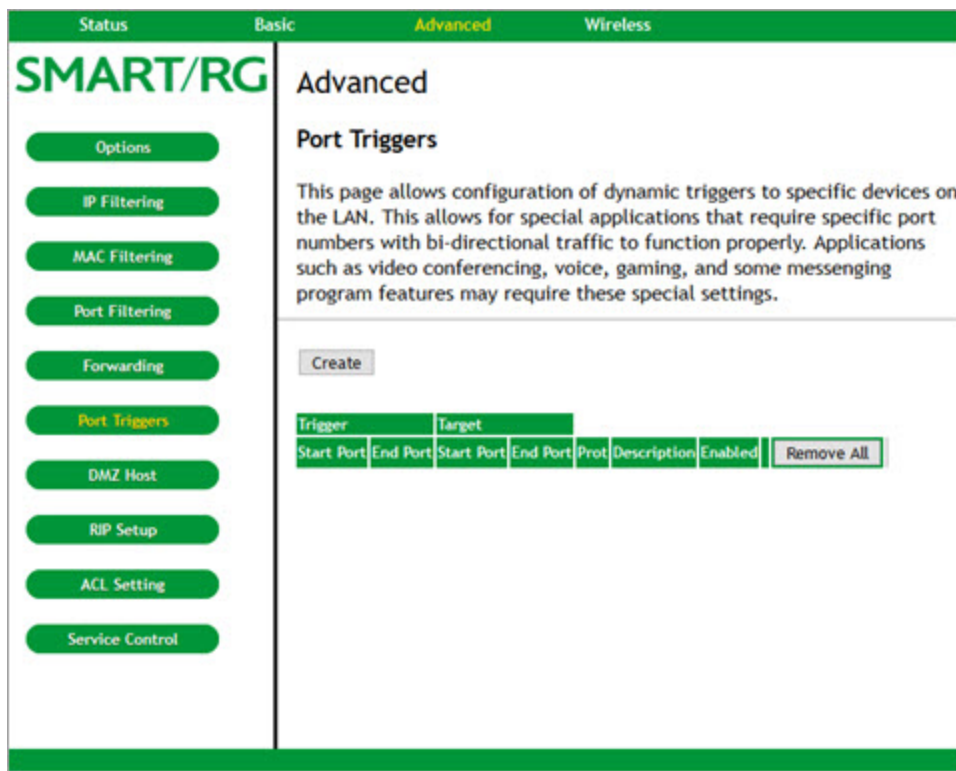 Status Basic Advanced Wireless
SMART/RG
Options
IP Filtering
MAC Filtering
Port Filtering
Forwarding
Port Triggers
DMZ Host
RIP Setup
ACL Setting
Service Control
Advanced
Port Triggers
This page allows configuration of dynamic triggers to specific devices on
the LAN. This allows for special applications that require specific port
numbers with bi-directional traffic to function properly. Applications
such as video conferencing, voice, gaming, and some messenging
program features may require these special settings.
Create
Trigger Target
Start Port End Port Start Port End Port Prot Description Enabled Remove All